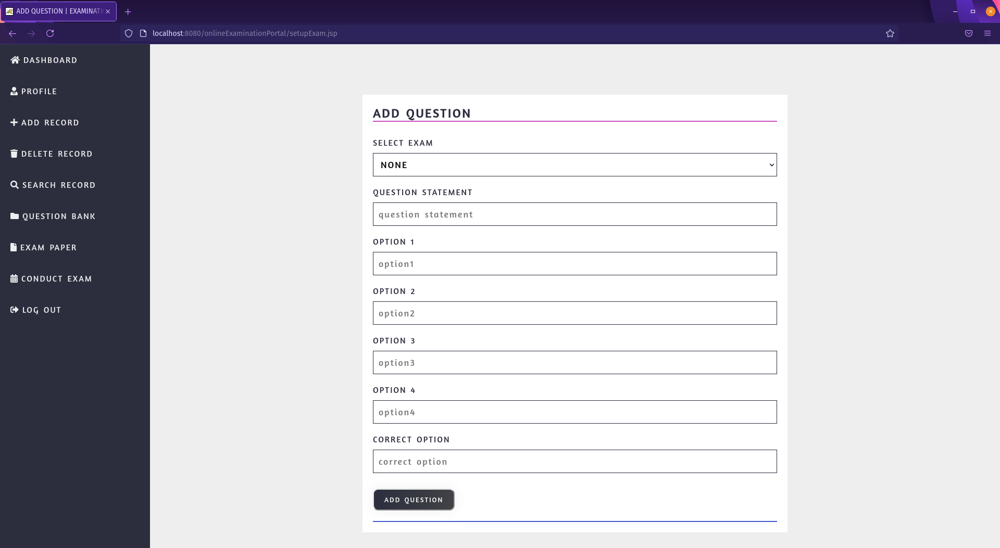 ADD QUESTION | EXAMINATI
localhost:8080/onlineExaminationPortal/setupExam.jsp
DASHBOARD
PROFILE
ADD RECORD
DELETE RECORD
SEARCH RECORD
QUESTION BANK
EXAM PAPER
CONDUCT EXAM
LOG OUT
ADD QUESTION
SELECT EXAM
NONE
QUESTION STATEMENT
question statement
OPTION 1
option1
OPTION 2
option2
OPTION 3
option3
OPTION 4
option4
CORRECT OPTION
correct option
ADD QUESTION